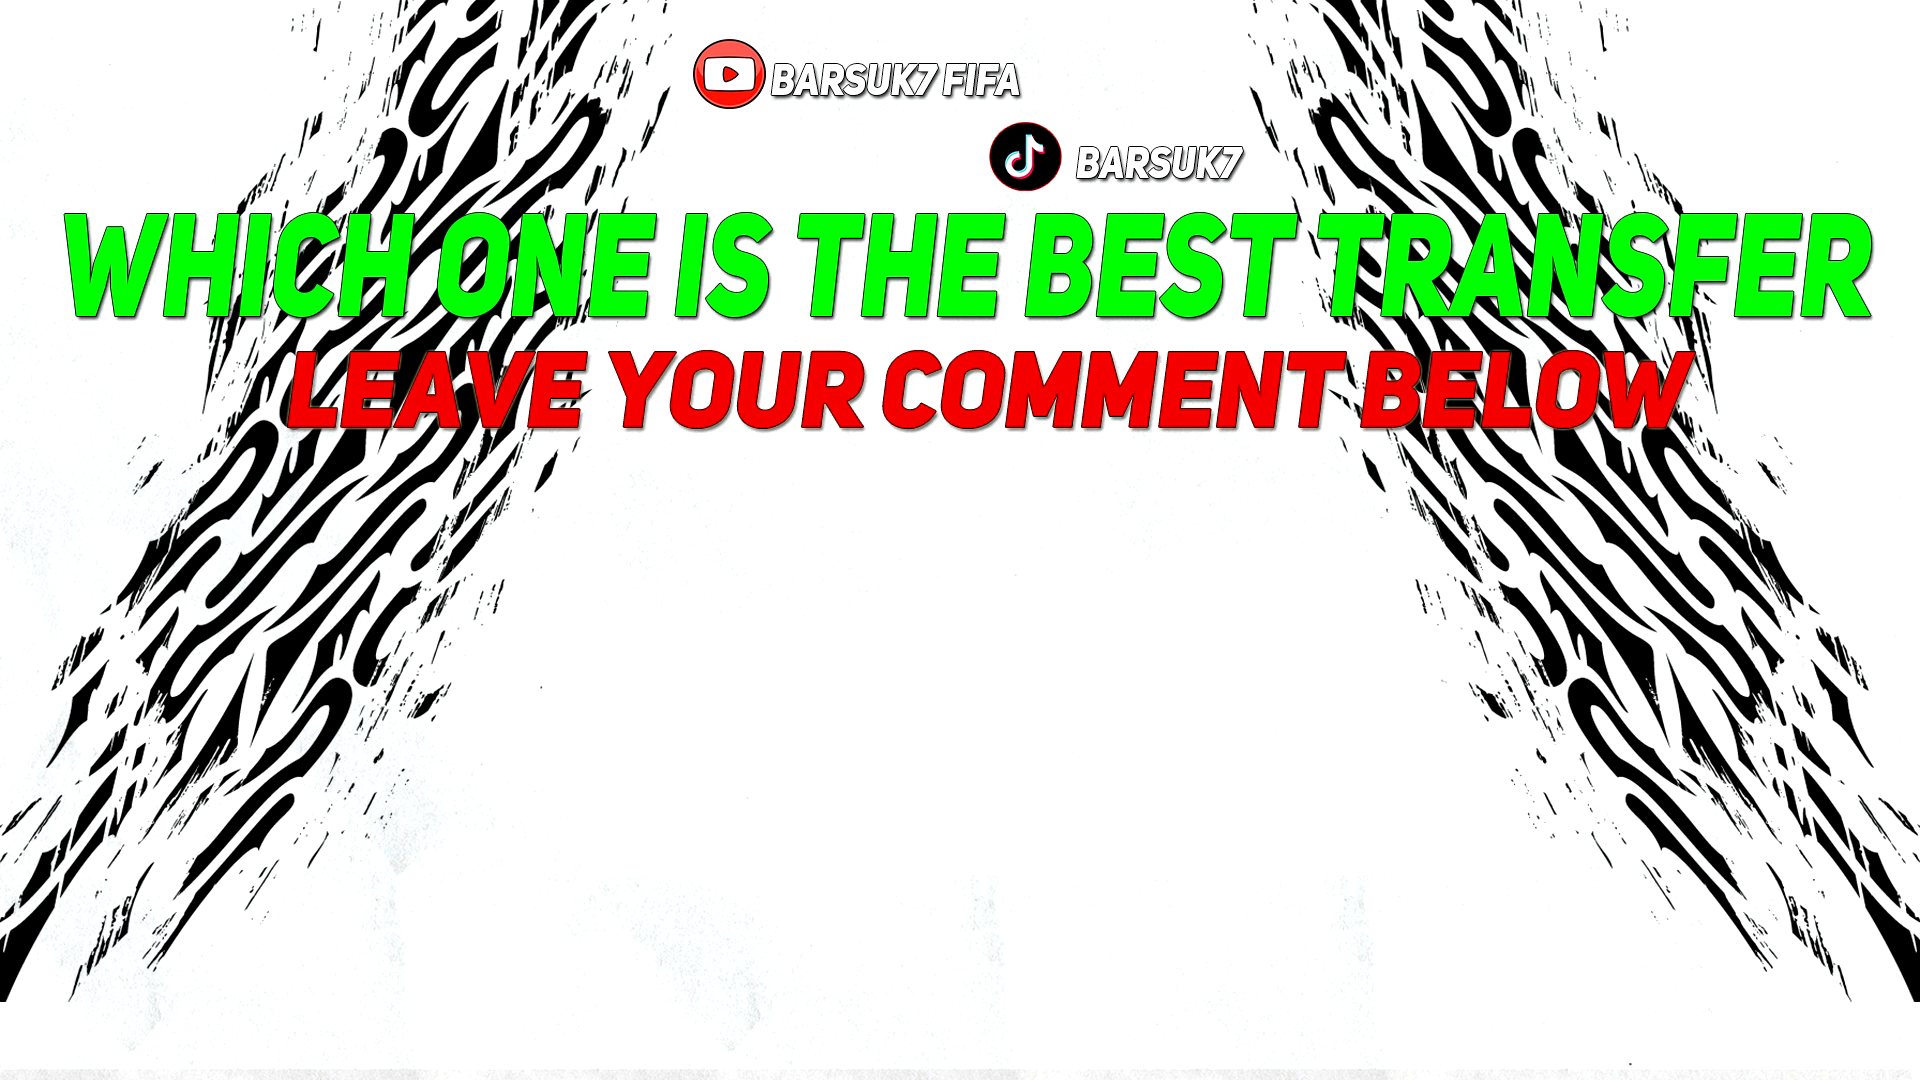 BARSUK7 FIFA
BARSUK7
WHICH ONE IS THE BEST TRANSFER
LEAVE YOUR COMMENT BELOW